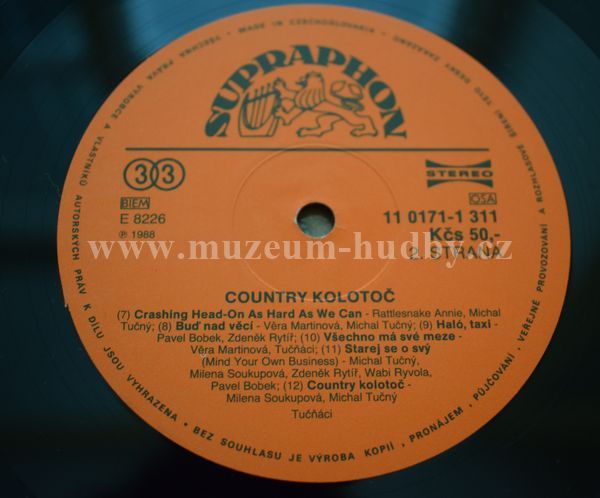 SUPRAPHON
33
STEREO
BIEM
OSA
E 8226
11 0171-1 311
℗ 1988
Kčs 50,-
2. STRANA
www.muzeum-hudby.cz
COUNTRY KOLOTOČ
(7) Crashing Head-On As Hard As We Can - Rattlesnake Annie, Michal
Tučný; (8) Buď nad věcí - Věra Martinová, Michal Tučný; (9) Haló, taxi -
Pavel Bobek, Zdeněk Rytíř; (10) Všechno má své meze -
Věra Martinová, Tučňáci; (11) Starej se o svý
(Mind Your Own Business) - Michal Tučný,
Milena Soukupová, Zdeněk Rytíř, Wabi Ryvola,
Pavel Bobek; (12) Country kolotoč -
Milena Soukupová, Michal Tučný
Tučňáci
MADE IN CZECHOSLOVAKIA • VŠECHNA PRÁVA VÝROBCE A VLASTNÍKŮ AUTORSKÝCH PRÁV K DÍLU JSOU VYHRAZENA • BEZ SOUHLASU JE VÝROBA KOPIÍ, PRONÁJEM, PŮJČOVÁNÍ, VEŘEJNÉ PROVOZOVÁNÍ A ROZHLASOVÉ ŠÍŘENÍ TÉTO DESKY ZAKÁZÁNO